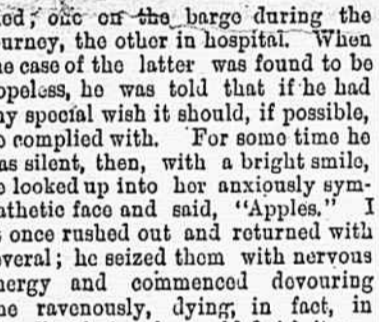 ed; one on the barge during the
urney, the other in hospital. When
e case of the latter was found to be
opeless, he was told that if he had
y special wish it should, if possible,
complied with. For some time he
as silent, then, with a bright smile,
looked up into her anxiously sym-
athetic face and said, "Apples." I
once rushed out and returned with
veral; he seized them with nervous
nergy and commenced devouring
ne ravenously, dying, in fact, in